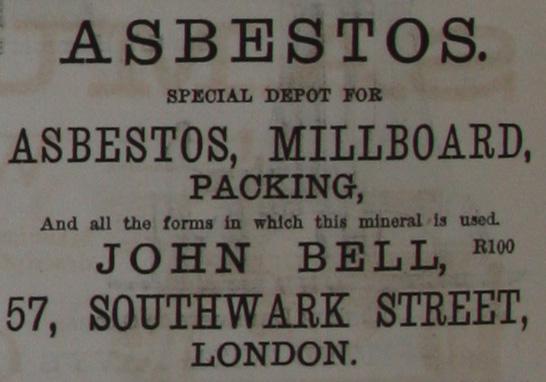 ASBESTOS.
SPECIAL DEPOT FOR
ASBESTOS, MILLBOARD,
PACKING,
And all the forms in which this mineral is used.
JOHN BELL, R100
57, SOUTHWARK STREET,
LONDON.